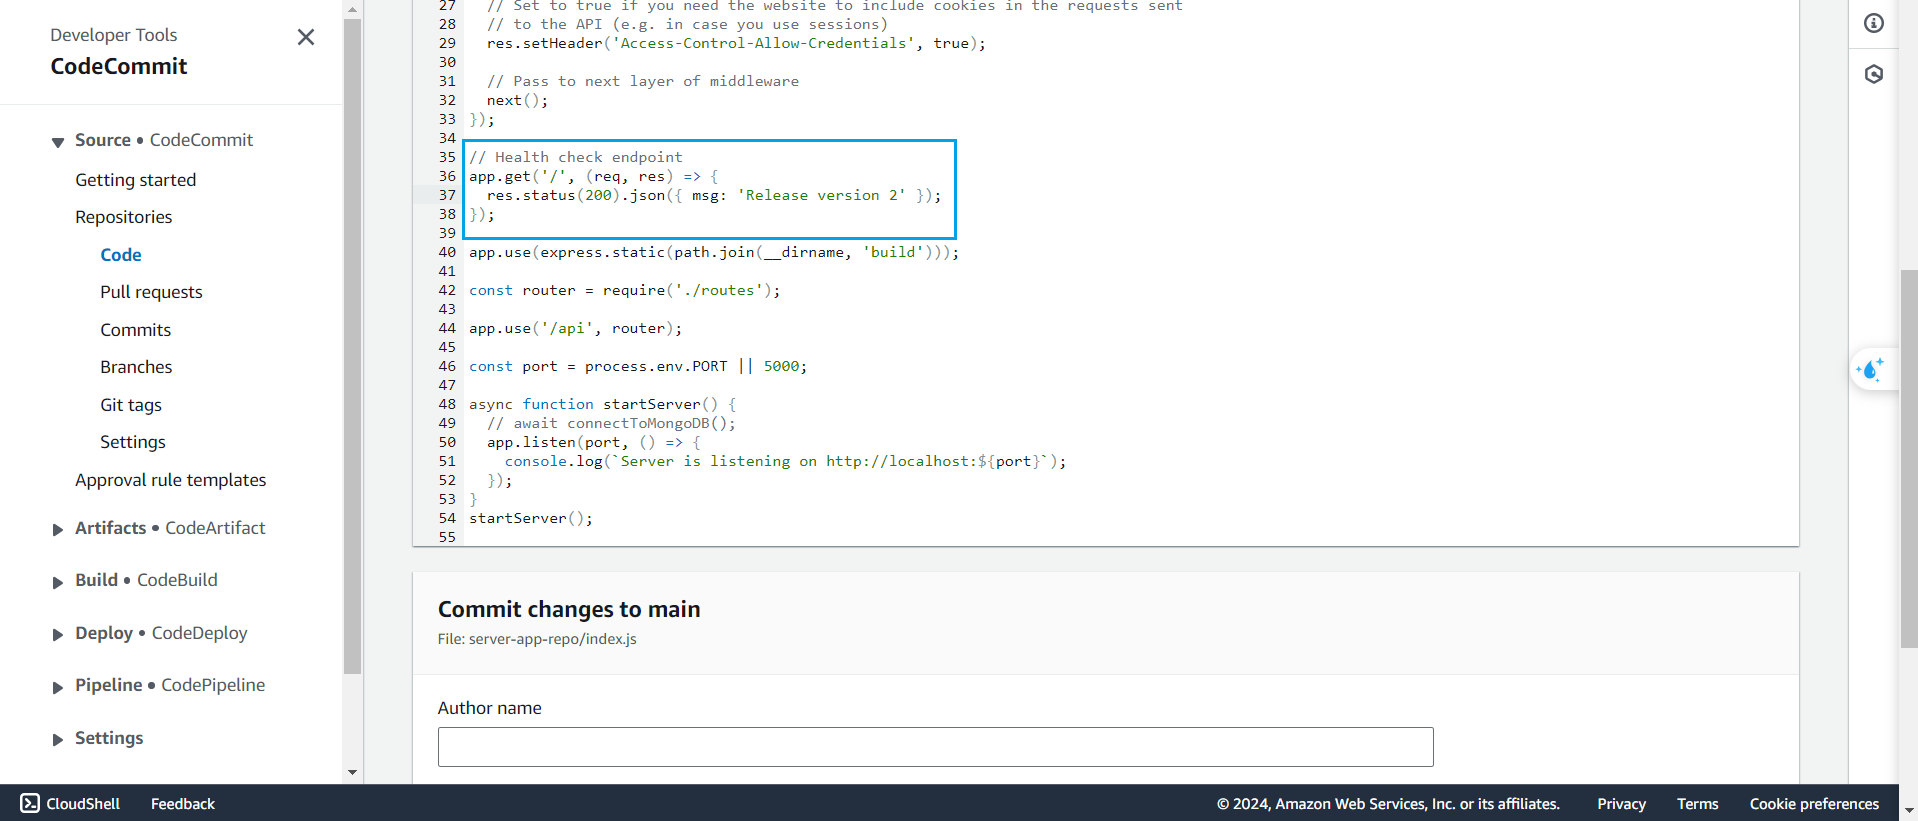 Developer Tools
CodeCommit
Source • CodeCommit
Getting started
Repositories
Code
Pull requests
Commits
Branches
Git tags
Settings
Approval rule templates
Artifacts • CodeArtifact
Build • CodeBuild
Deploy • CodeDeploy
Pipeline • CodePipeline
Settings
27   // Set to true if you need the website to include cookies in the requests sent
28   // to the API (e.g. in case you use sessions)
29   res.setHeader('Access-Control-Allow-Credentials', true);
30
31   // Pass to next layer of middleware
32   next();
33 });
34
35 // Health check endpoint
36 app.get('/', (req, res) => {
37   res.status(200).json({ msg: 'Release version 2' });
38 });
39
40 app.use(express.static(path.join(__dirname, 'build')));
41
42 const router = require('./routes');
43
44 app.use('/api', router);
45
46 const port = process.env.PORT || 5000;
47
48 async function startServer() {
49   // await connectToMongoDB();
50   app.listen(port, () => {
51     console.log(`Server is listening on http://localhost:${port}`);
52   });
53 }
54 startServer();
55
Commit changes to main
File: server-app-repo/index.js
Author name
CloudShell
Feedback
© 2024, Amazon Web Services, Inc. or its affiliates.
Privacy
Terms
Cookie preferences